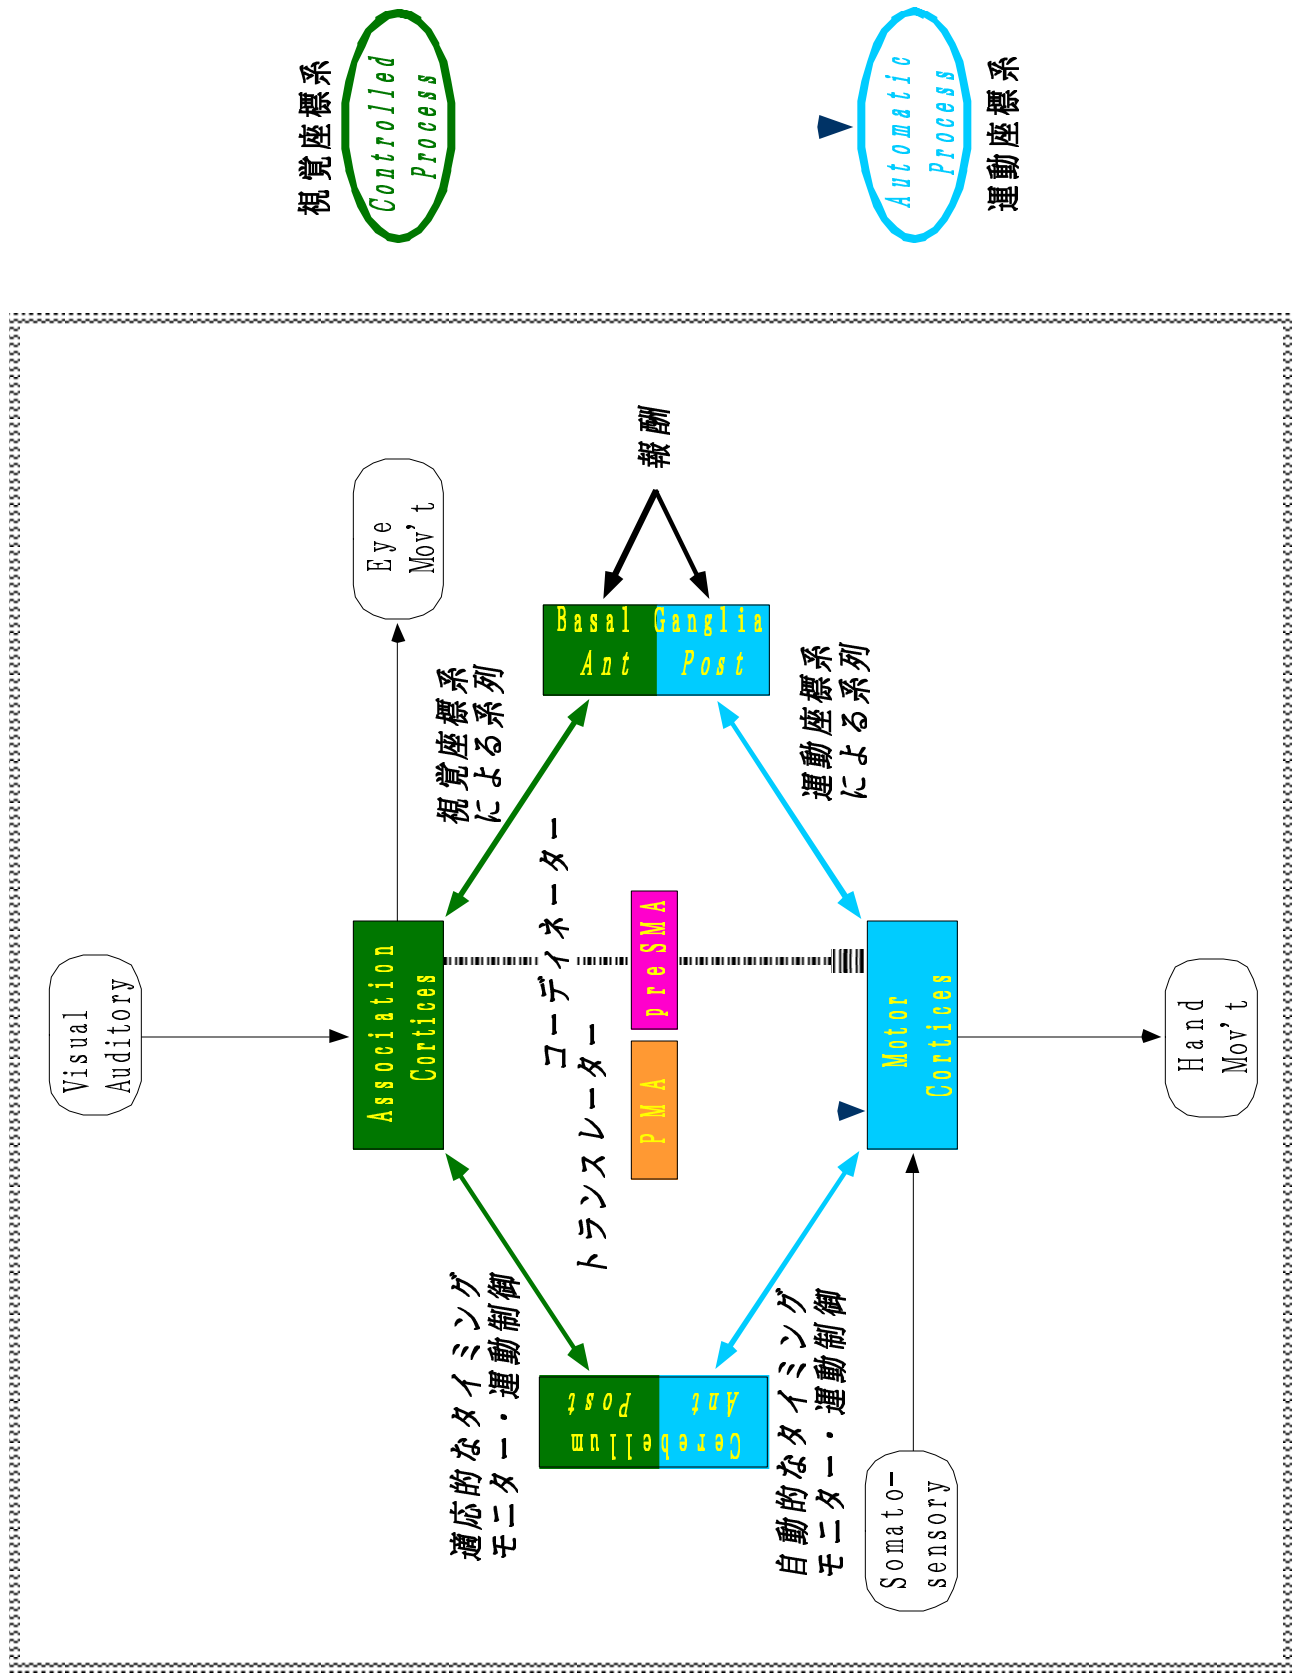 視覚座標系
Controlled
Process
Automatic
Process
運動座標系
Visual
Auditory
Eye
Mov't
報酬
Association
Cortices
視覚座標系
による系列
Basal Ganglia
Ant Post
運動座標系
による系列
コーディネーター
トランスレーター
preSMA
PMA
Motor
Cortices
Hand
Mov't
適応的なタイミング
モニター・運動制御
Cerebellum
Ant Post
自動的なタイミング
モニター・運動制御
Somato-
sensory